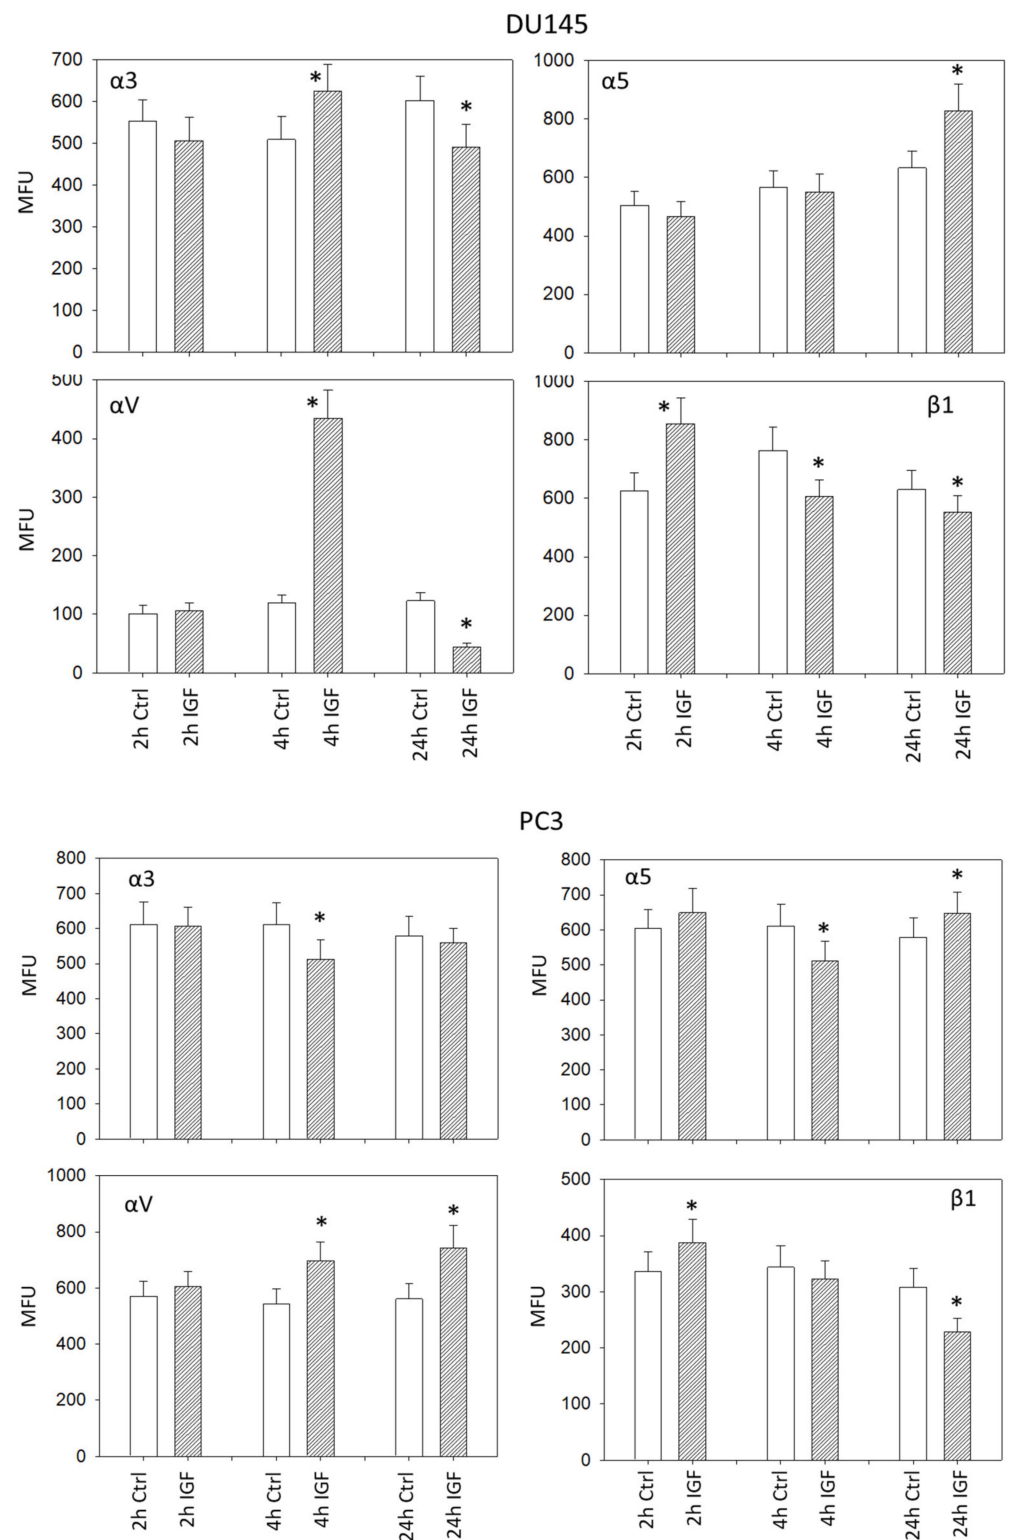 DU145
α3
*
*
700
600
500
400
300
200
100
0
MFU
α5
*
1000
800
600
400
200
0
αV
*
*
500
400
300
200
100
0
MFU
2h Ctrl
2h IGF
4h Ctrl
4h IGF
24h Ctrl
24h IGF
β1
*
*
*
1000
800
600
400
200
0
2h Ctrl
2h IGF
4h Ctrl
4h IGF
24h Ctrl
24h IGF
PC3
α3
*
800
700
600
500
400
300
200
100
0
MFU
α5
*
*
800
700
600
500
400
300
200
100
0
MFU
αV
*
*
1000
800
600
400
200
0
MFU
2h Ctrl
2h IGF
4h Ctrl
4h IGF
24h Ctrl
24h IGF
β1
*
*
500
400
300
200
100
0
MFU
2h Ctrl
2h IGF
4h Ctrl
4h IGF
24h Ctrl
24h IGF